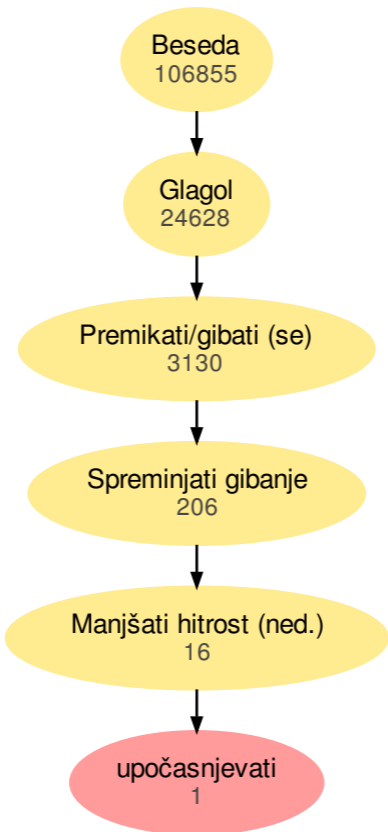 Beseda
106855
Glagol
24628
Premikati/gibati (se)
3130
Spreminjati gibanje
206
Manjšati hitrost (ned.)
16
upočasnjevati
1